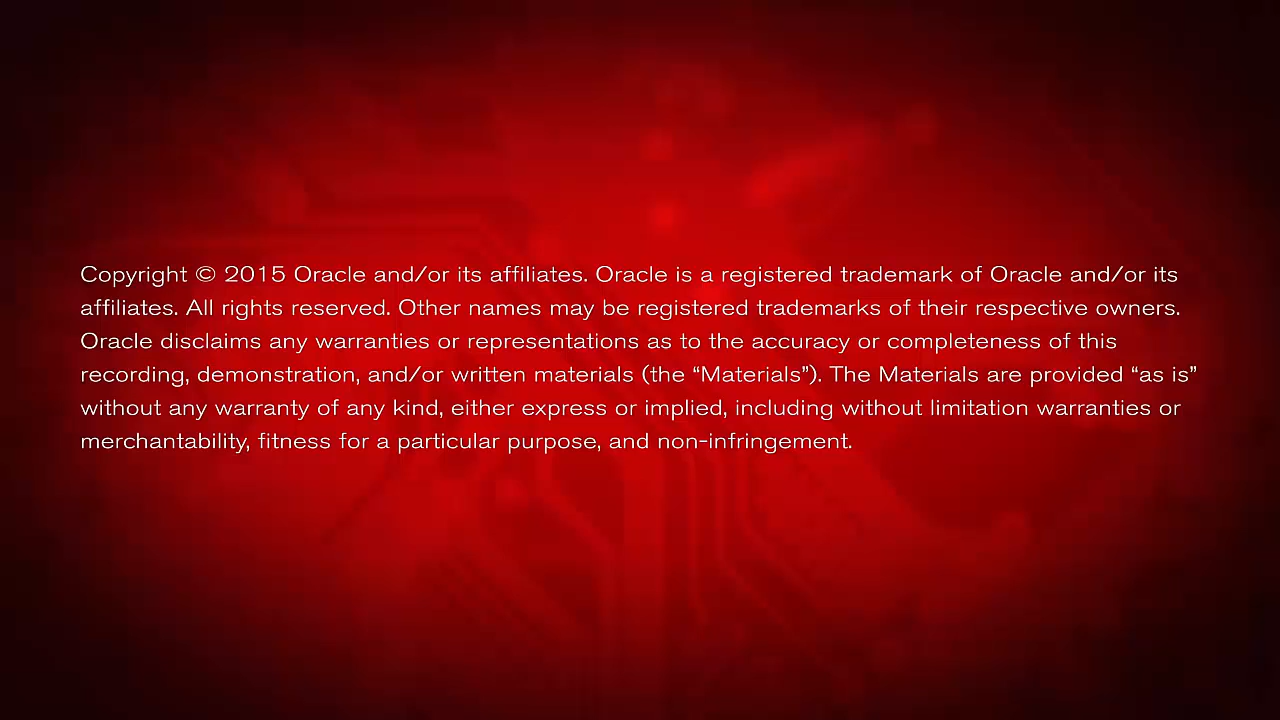 Copyright © 2015 Oracle and/or its affiliates. Oracle is a registered trademark of Oracle and/or its
affiliates. All rights reserved. Other names may be registered trademarks of their respective owners.
Oracle disclaims any warranties or representations as to the accuracy or completeness of this
recording, demonstration, and/or written materials (the “Materials”). The Materials are provided “as is”
without any warranty of any kind, either express or implied, including without limitation warranties or
merchantability, fitness for a particular purpose, and non-infringement.